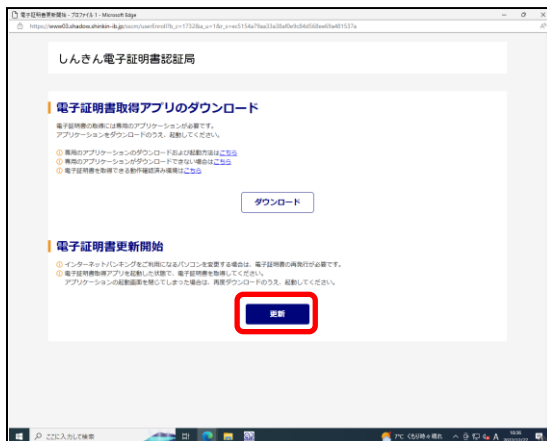 電子証明書更新開始 - プロファイル 1 - Microsoft Edge
しんきん電子証明書認証局
電子証明書取得アプリのダウンロード
電子証明書の取得には専用のアプリケーションが必要です。
アプリケーションをダウンロードのうえ、起動してください。
専用のアプリケーションのダウンロードおよび起動方法はこちら
専用のアプリケーションがダウンロードできない場合はこちら
電子証明書を取得できる動作確認済み環境はこちら
ダウンロード
電子証明書更新開始
インターネットバンキングをご利用になるパソコンを変更する場合は、電子証明書の再発行が必要です。
電子証明書取得アプリを起動した状態で、電子証明書を取得してください。
アプリケーションの起動画面を閉じてしまった場合は、再度ダウンロードのうえ、起動してください。
更新
ここに入力して検索
7°C くもり時々晴れ
A